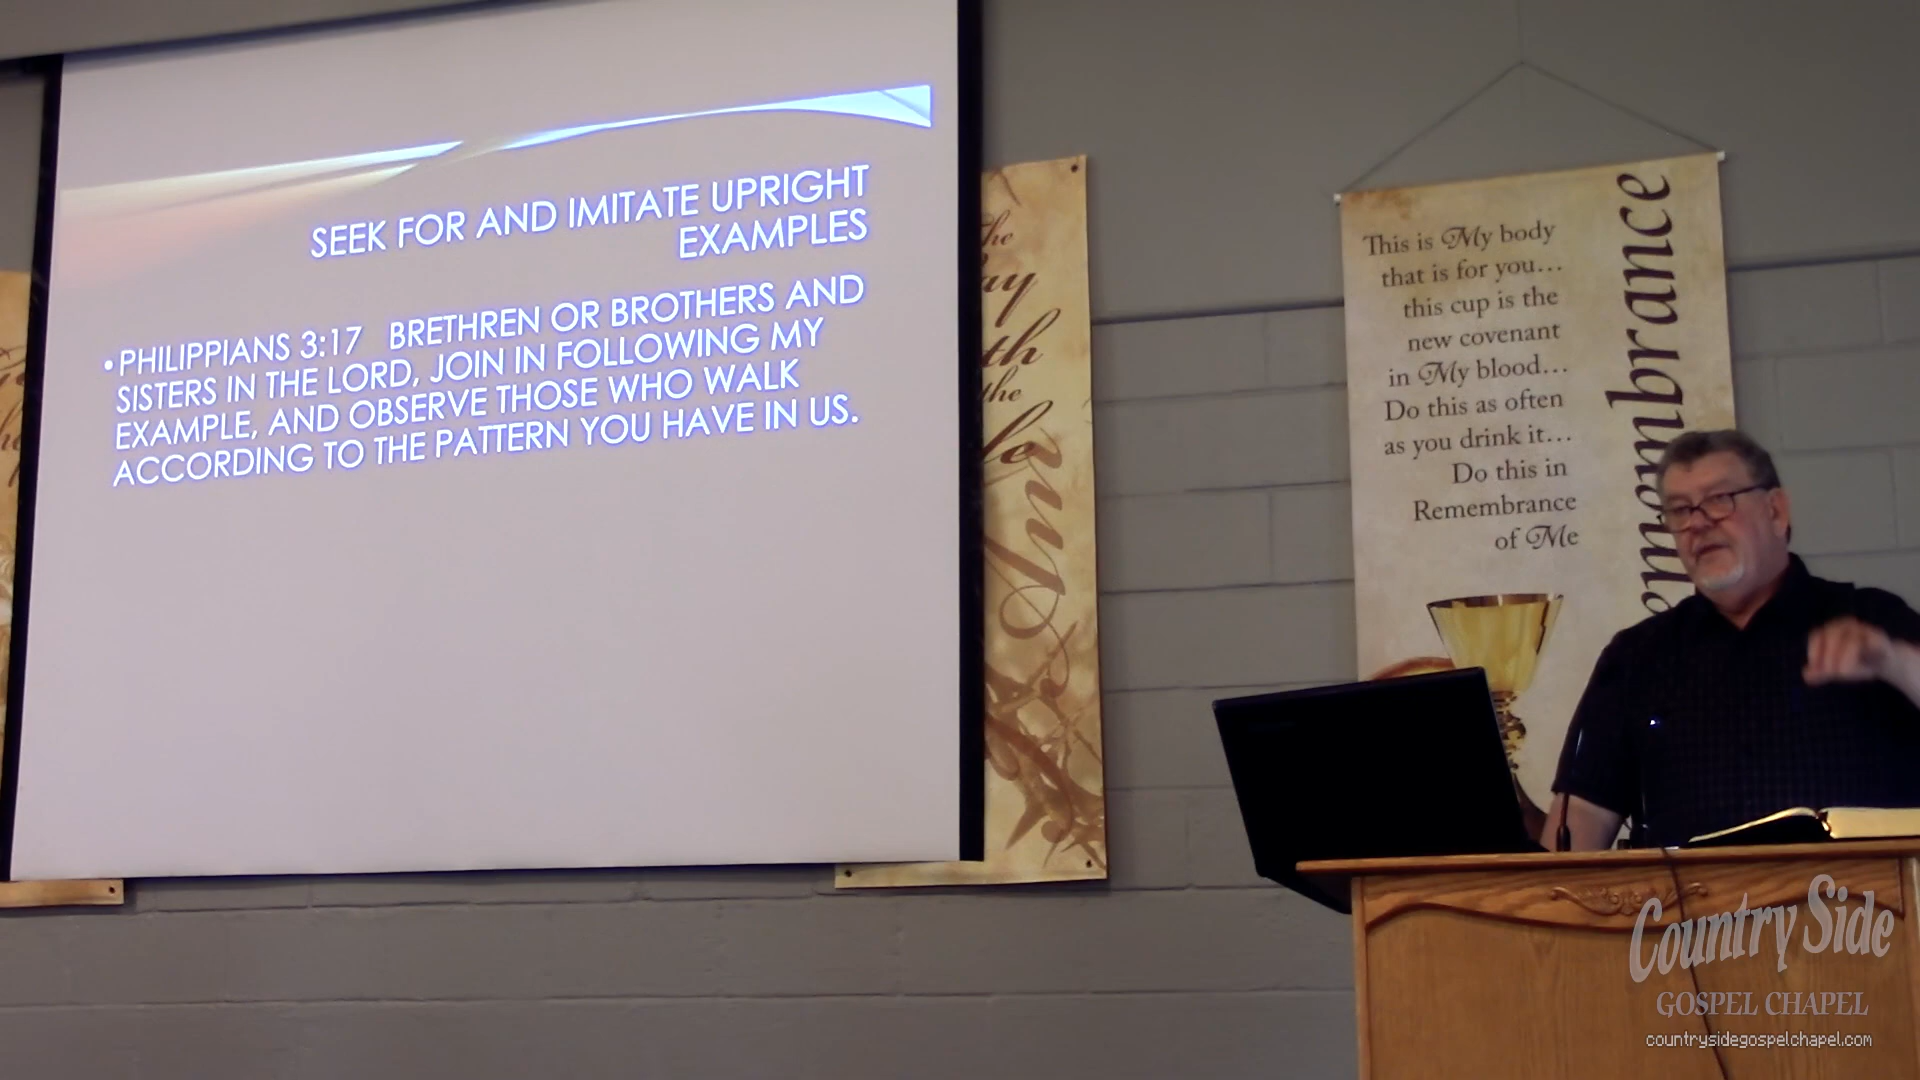 SEEK FOR AND IMITATE UPRIGHT
EXAMPLES
• PHILIPPIANS 3:17 BRETHREN OR BROTHERS AND
SISTERS IN THE LORD, JOIN IN FOLLOWING MY
EXAMPLE, AND OBSERVE THOSE WHO WALK
ACCORDING TO THE PATTERN YOU HAVE IN US.
the
This is My body
that is for you...
this cup is the
new covenant
in My blood...
Do this as often
as you drink it...
Do this in
Remembrance
of Me
Country Side
GOSPEL CHAPEL
countrysidegospelchapel.com